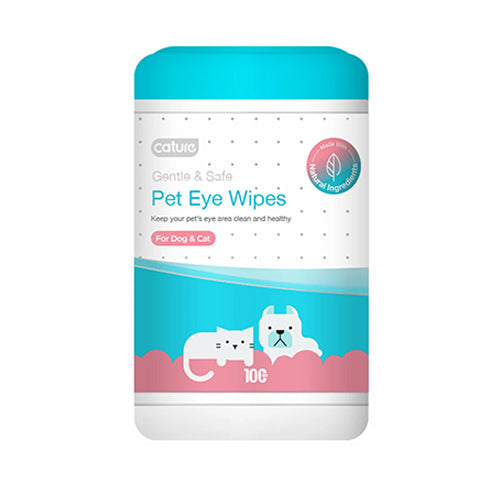 cature
Gentle & Safe
Pet Eye Wipes
Keep your pet's eye area clean and healthy
For Dog & Cat
Made With
Natural Ingredients